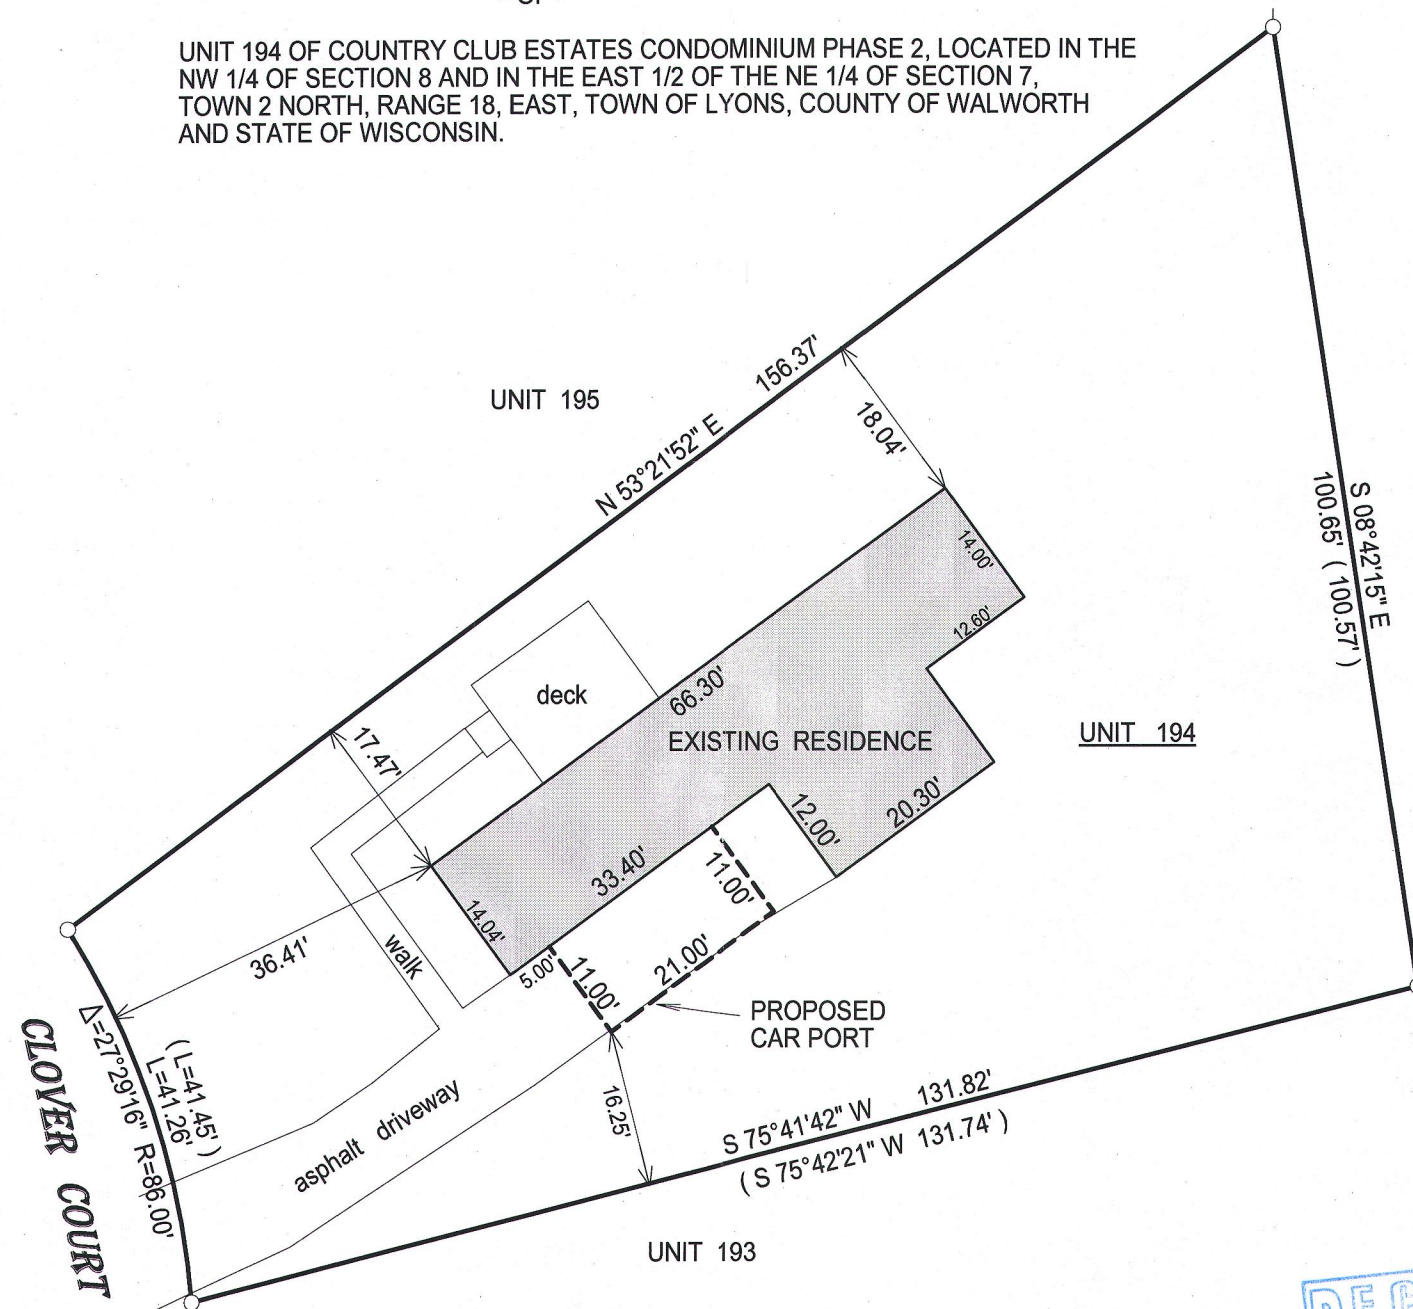 UNIT 194 OF COUNTRY CLUB ESTATES CONDOMINIUM PHASE 2, LOCATED IN THE
NW 1/4 OF SECTION 8 AND IN THE EAST 1/2 OF THE NE 1/4 OF SECTION 7,
TOWN 2 NORTH, RANGE 18, EAST, TOWN OF LYONS, COUNTY OF WALWORTH
AND STATE OF WISCONSIN.
UNIT 195
N 53°21'52" E 156.37'
18.04'
S 08°42'15" E
100.65' ( 100.57' )
14.00'
12.60'
deck
66.30'
EXISTING RESIDENCE
UNIT 194
17.47'
12.00'
20.30'
33.40'
11.00'
14.04'
walk
36.41'
5.00'
11.00'
21.00'
PROPOSED
CAR PORT
16.25'
asphalt driveway
( L=41.45' )
L=41.26'
Δ=27°29'16" R=86.00'
CLOVER COURT
S 75°41'42" W 131.82'
( S 75°42'21" W 131.74' )
UNIT 193